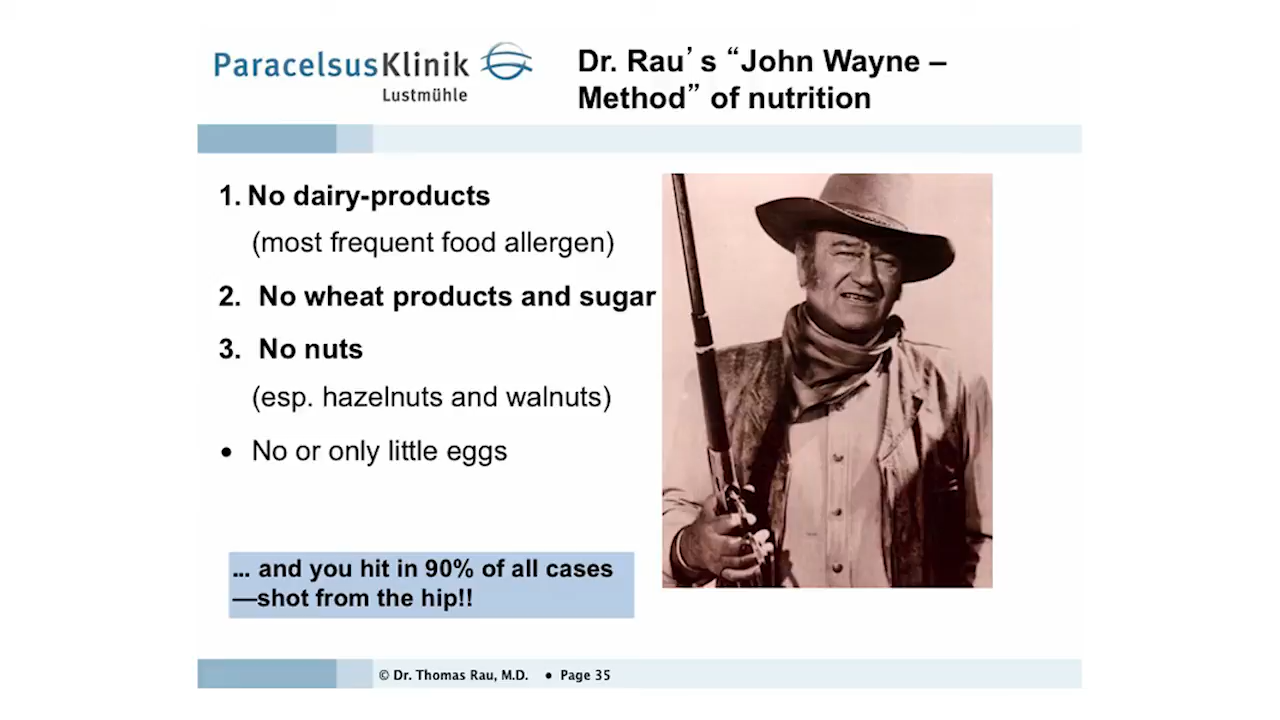 ParacelsusKlinik
Lustmühle
Dr. Rau’s “John Wayne –
Method” of nutrition
1. No dairy-products
(most frequent food allergen)
2. No wheat products and sugar
3. No nuts
(esp. hazelnuts and walnuts)
• No or only little eggs
... and you hit in 90% of all cases
—shot from the hip!!
© Dr. Thomas Rau, M.D. • Page 35